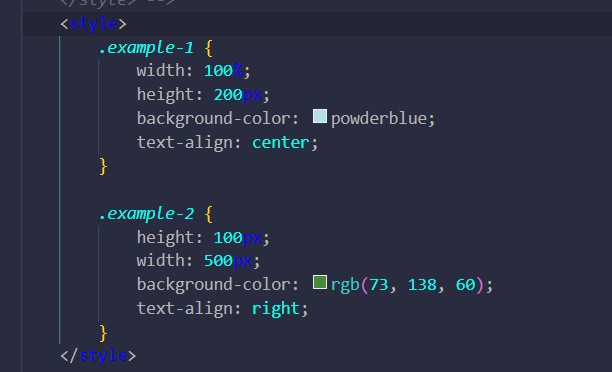 </style> -->
<style>
.example-1 {
width: 100%;
height: 200px;
background-color: powderblue;
text-align: center;
}
.example-2 {
height: 100px;
width: 500px;
background-color: rgb(73, 138, 60);
text-align: right;
}
</style>